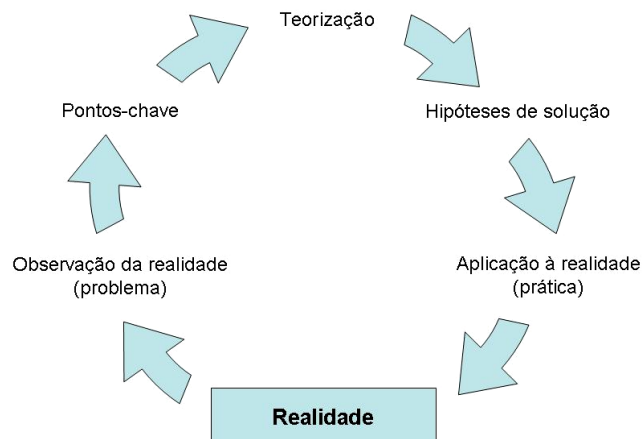 Teorização
Pontos-chave
Hipóteses de solução
Observação da realidade
(problema)
Aplicação à realidade
(prática)
Realidade